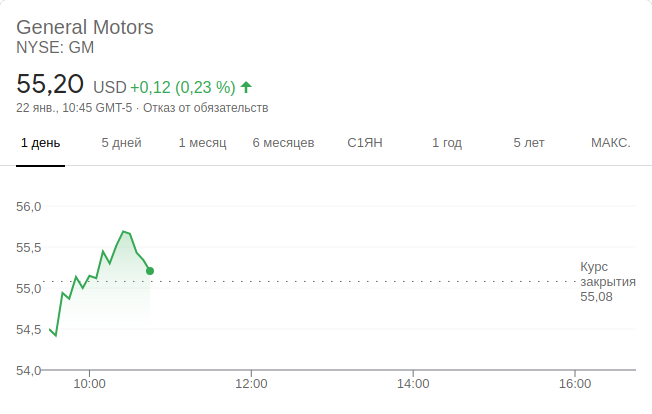 General Motors
NYSE: GM
55,20 USD +0,12 (0,23 %)
22 янв., 10:45 GMT-5 · Отказ от обязательств
1 день 5 дней 1 месяц 6 месяцев С1ЯН 1 год 5 лет МАКС.
56,0
55,5
55,0
54,5
54,0
Курс
закрытия
55,08
10:00 12:00 14:00 16:00